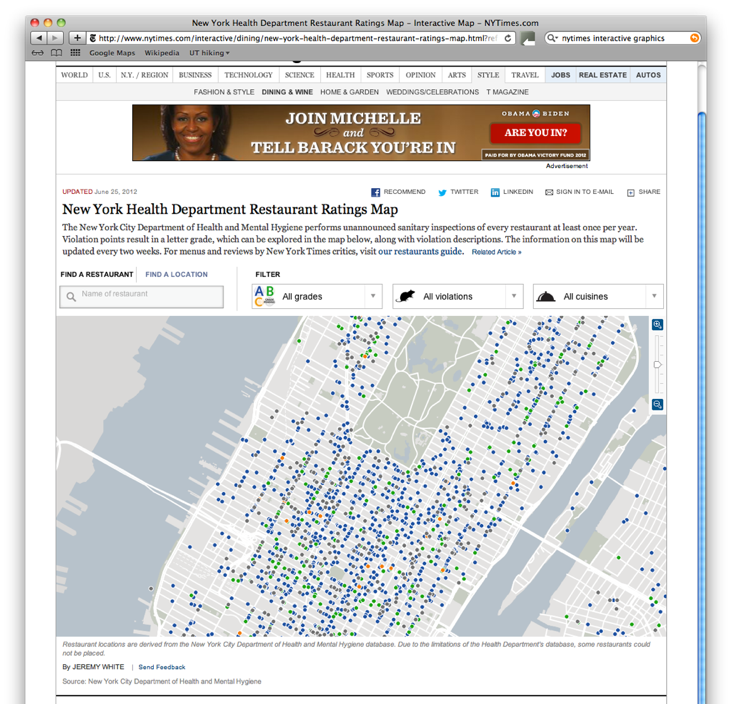 New York Health Department Restaurant Ratings Map – Interactive Map – NYTimes.com
http://www.nytimes.com/interactive/dining/new-york-health-department-restaurant-ratings-map.html?ref
nytimes interactive graphics
Google Maps Wikipedia UT hiking
WORLD U.S. N.Y. / REGION BUSINESS TECHNOLOGY SCIENCE HEALTH SPORTS OPINION ARTS STYLE TRAVEL JOBS REAL ESTATE AUTOS
FASHION & STYLE DINING & WINE HOME & GARDEN WEDDINGS/CELEBRATIONS T MAGAZINE
JOIN MICHELLE
and
TELL BARACK YOU'RE IN
OBAMA BIDEN
ARE YOU IN?
PAID FOR BY OBAMA VICTORY FUND 2012
Advertisement
UPDATED June 25, 2012
RECOMMEND TWITTER LINKEDIN SIGN IN TO E-MAIL SHARE
New York Health Department Restaurant Ratings Map
The New York City Department of Health and Mental Hygiene performs unannounced sanitary inspections of every restaurant at least once per year.
Violation points result in a letter grade, which can be explored in the map below, along with violation descriptions. The information on this map will be
updated every two weeks. For menus and reviews by New York Times critics, visit our restaurants guide. Related Article »
FIND A RESTAURANT FIND A LOCATION FILTER
Name of restaurant
A B C All grades All violations All cuisines
Restaurant locations are derived from the New York City Department of Health and Mental Hygiene database. Due to the limitations of the Health Department's database, some restaurants could
not be placed.
By JEREMY WHITE | Send Feedback
Source: New York City Department of Health and Mental Hygiene